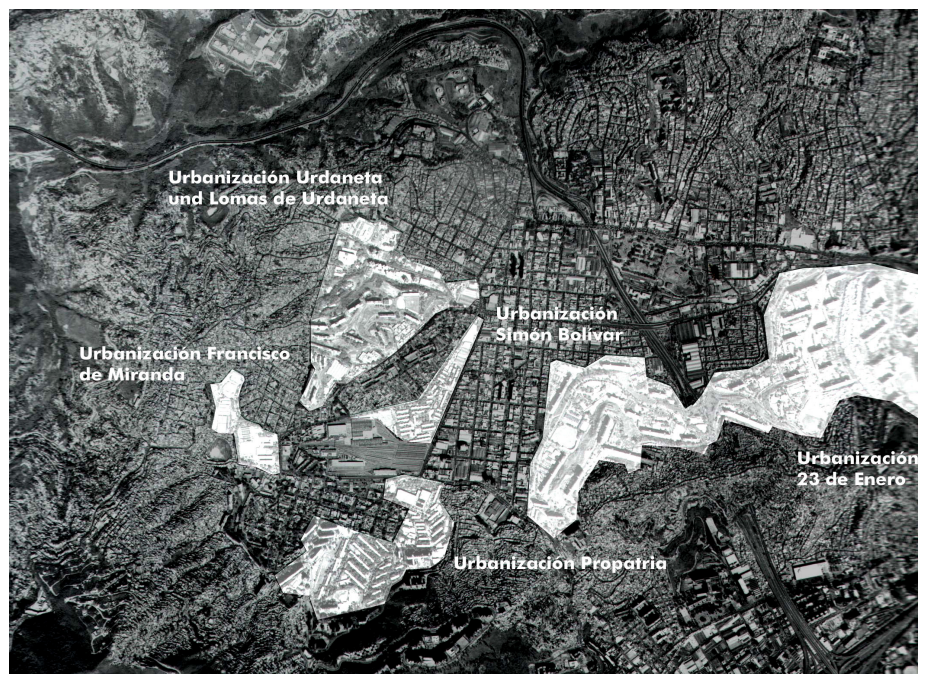 Urbanización Urdaneta
und Lomas de Urdaneta
Urbanización
Simón Bolívar
Urbanización Francisco
de Miranda
Urbanización
23 de Enero
Urbanización Propatria